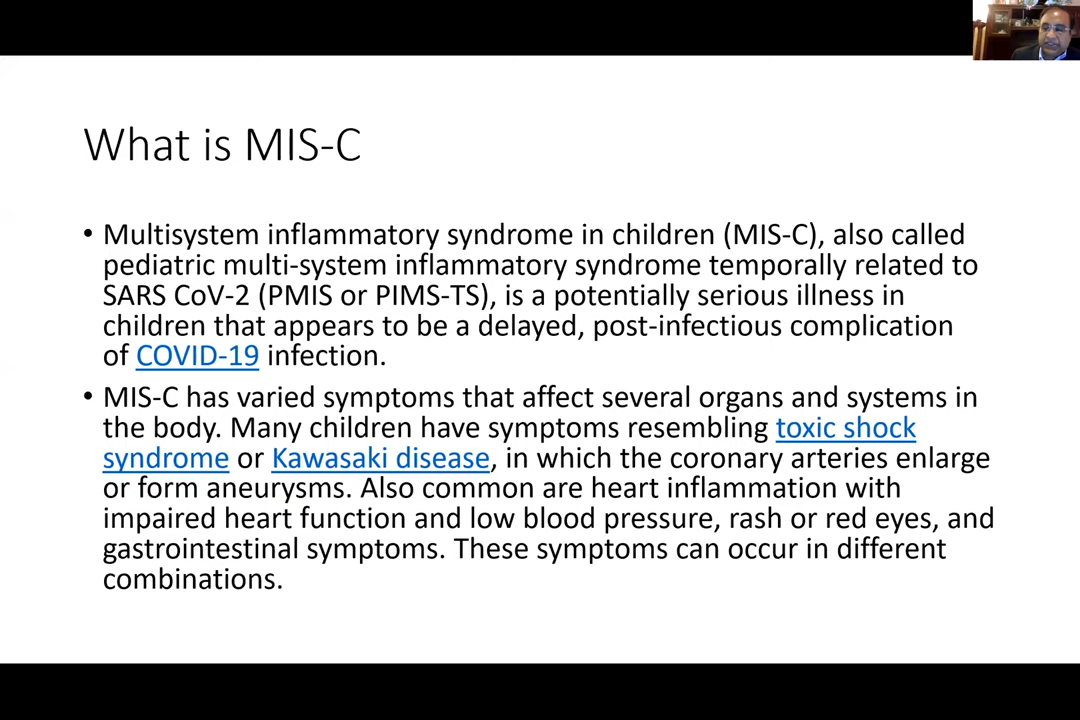 What is MIS-C
• Multisystem inflammatory syndrome in children (MIS-C), also called
pediatric multi-system inflammatory syndrome temporally related to
SARS CoV-2 (PMIS or PIMS-TS), is a potentially serious illness in
children that appears to be a delayed, post-infectious complication
of COVID-19 infection.
• MIS-C has varied symptoms that affect several organs and systems in
the body. Many children have symptoms resembling toxic shock
syndrome or Kawasaki disease, in which the coronary arteries enlarge
or form aneurysms. Also common are heart inflammation with
impaired heart function and low blood pressure, rash or red eyes, and
gastrointestinal symptoms. These symptoms can occur in different
combinations.